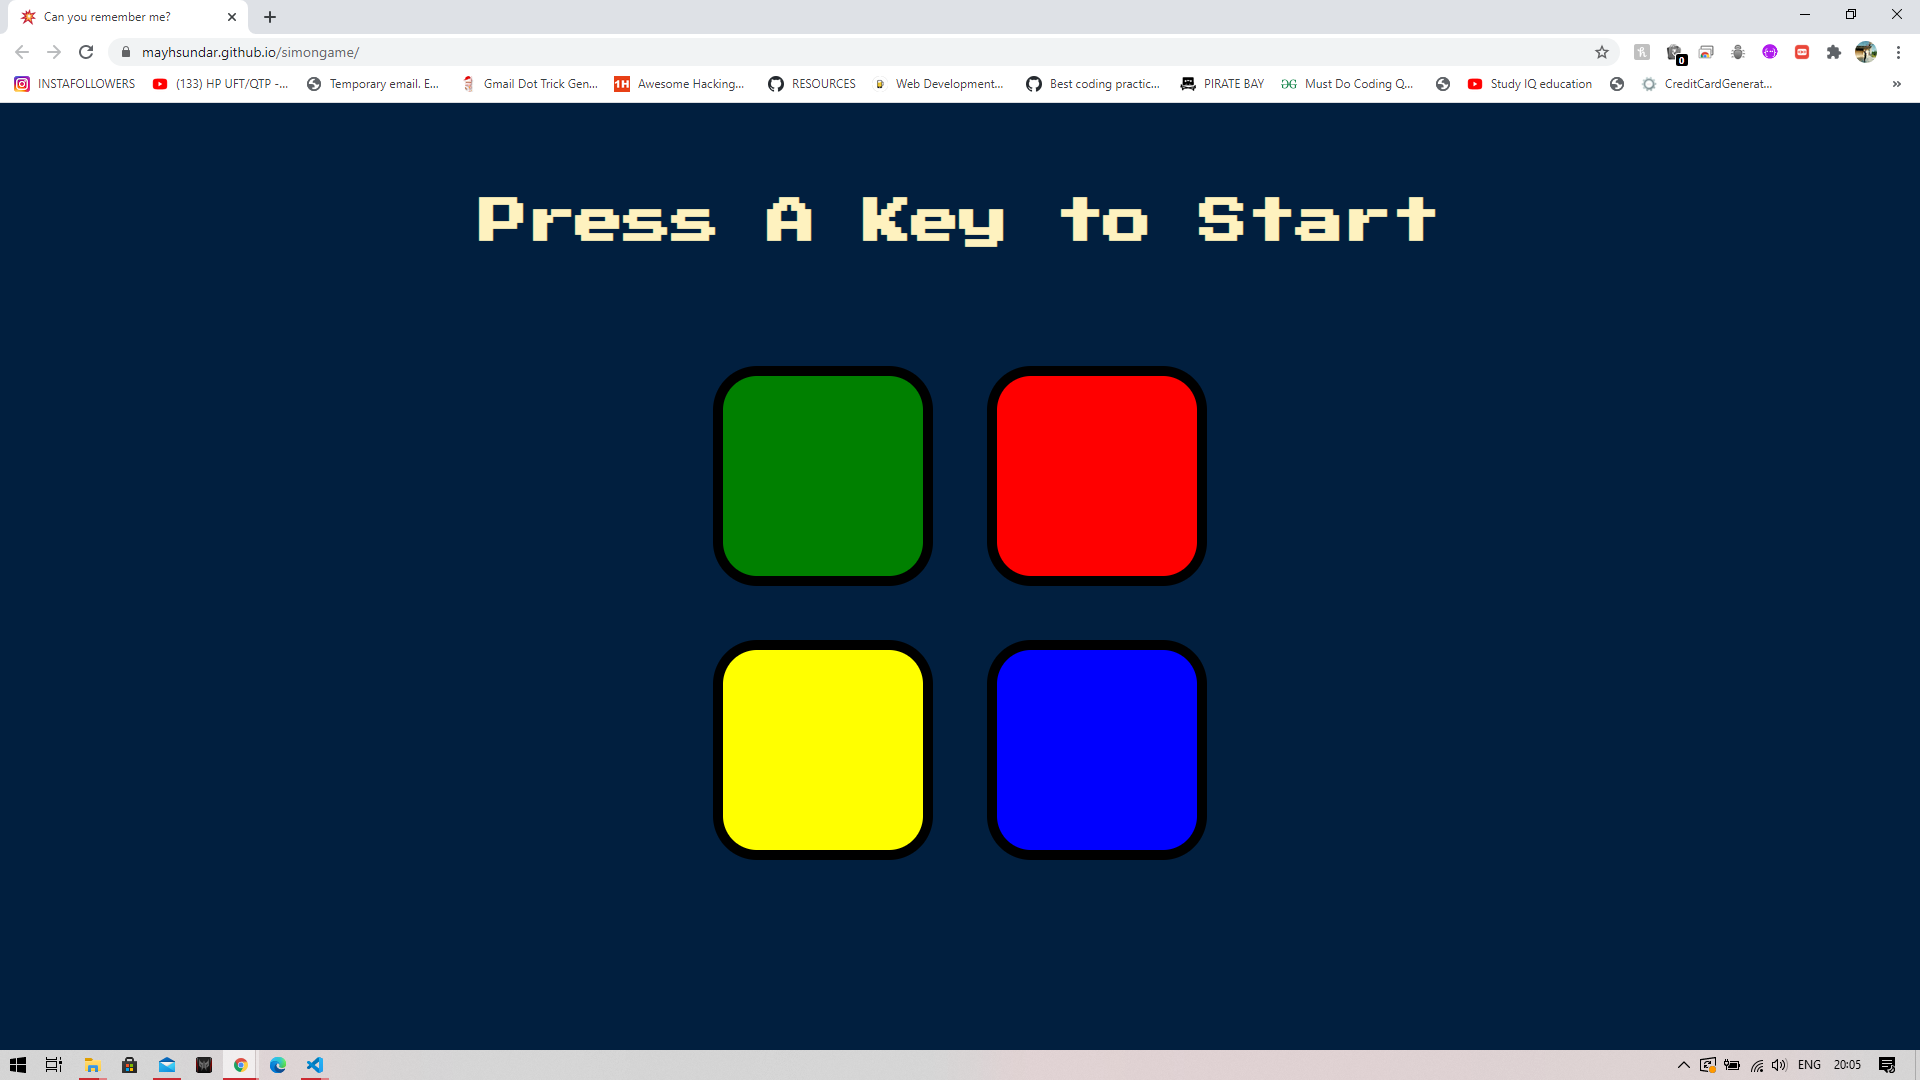 Can you remember me?
mayhsundar.github.io/simongame/
0
INSTAFOLLOWERS (133) HP UFT/QTP -... Temporary email. E... Gmail Dot Trick Gen... 1H Awesome Hacking... RESOURCES Web Development... Best coding practic... PIRATE BAY Must Do Coding Q... Study IQ education CreditCardGenerat... »
Press A Key to Start
ENG 20:05